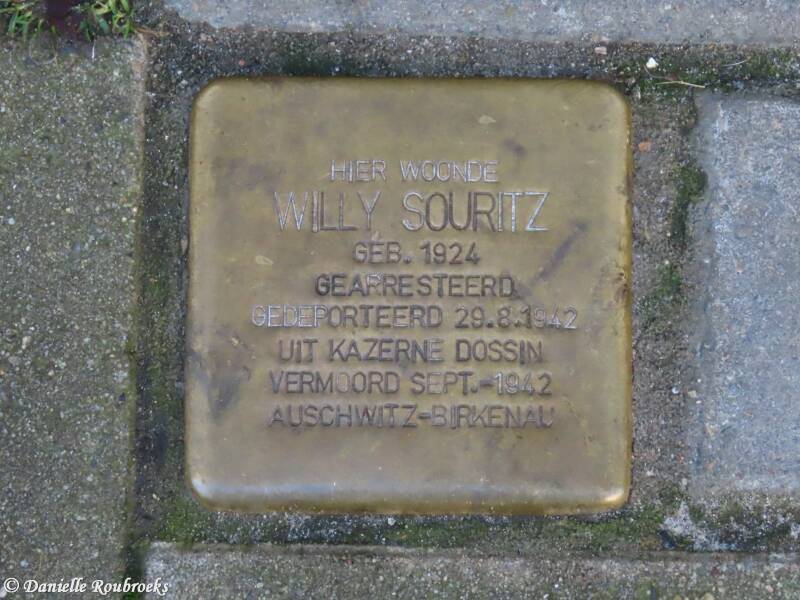 HIER WOONDE
WILLY SOURITZ
GEB. 1924
GEARRESTEERD
GEDEPORTEERD 29.8.1942
UIT KAZERNE DOSSIN
VERMOORD SEPT. 1942
AUSCHWITZ-BIRKENAU
© Danielle Roubroeks